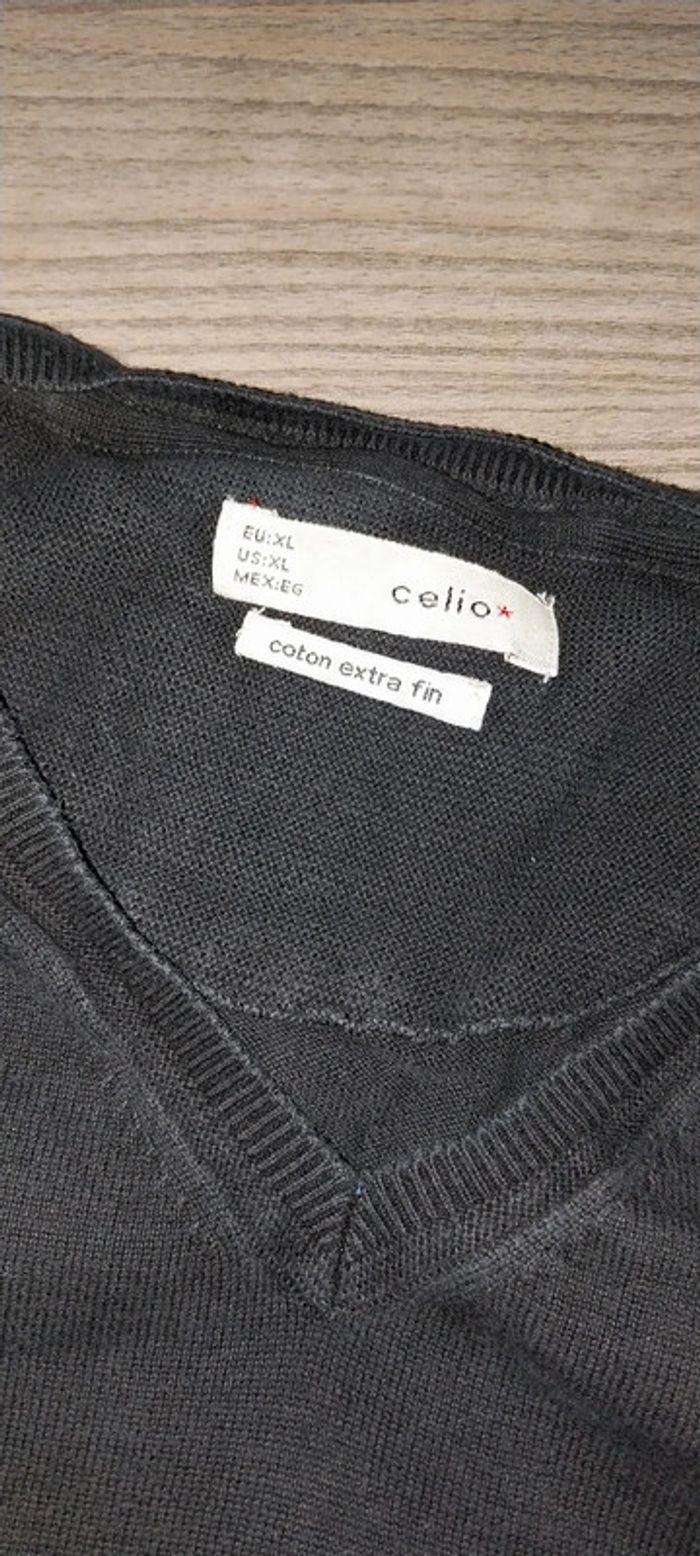 EU:XL
US:XL
MEX:EG
celio*
coton extra fin